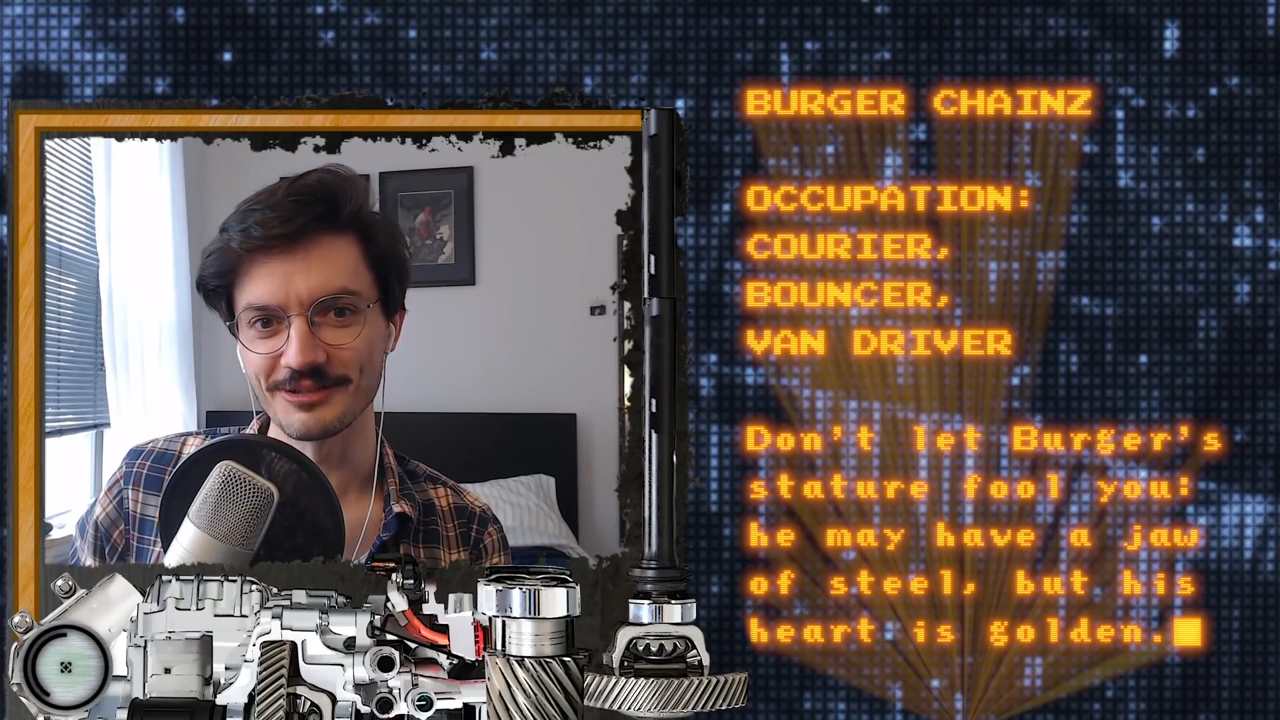 BURGER CHAINZ
OCCUPATION:
COURIER,
BOUNCER,
VAN DRIVER
Don't let Burger's
stature fool you:
he may have a jaw
of steel, but his
heart is golden.